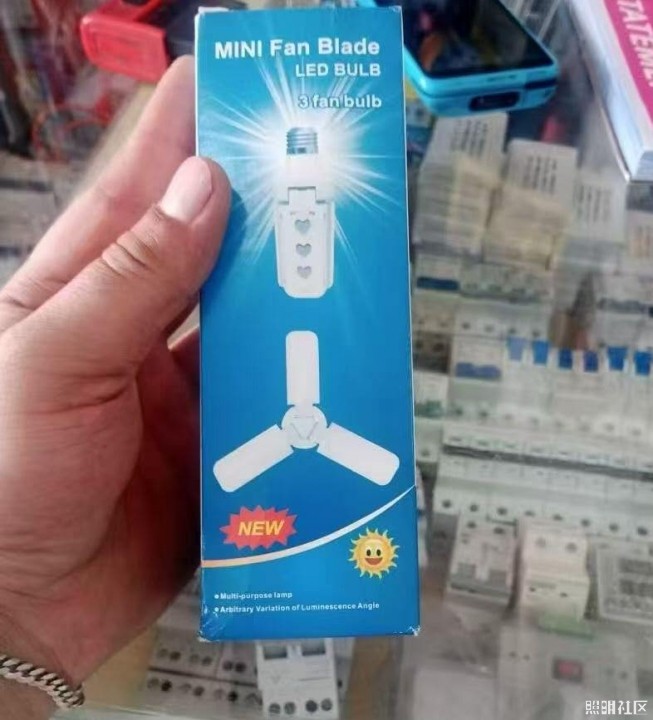 MINI Fan Blade
LED BULB
3 fan bulb
NEW
Multi-purpose lamp
Arbitrary Variation of Luminescence Angle
TATEME
照明社区